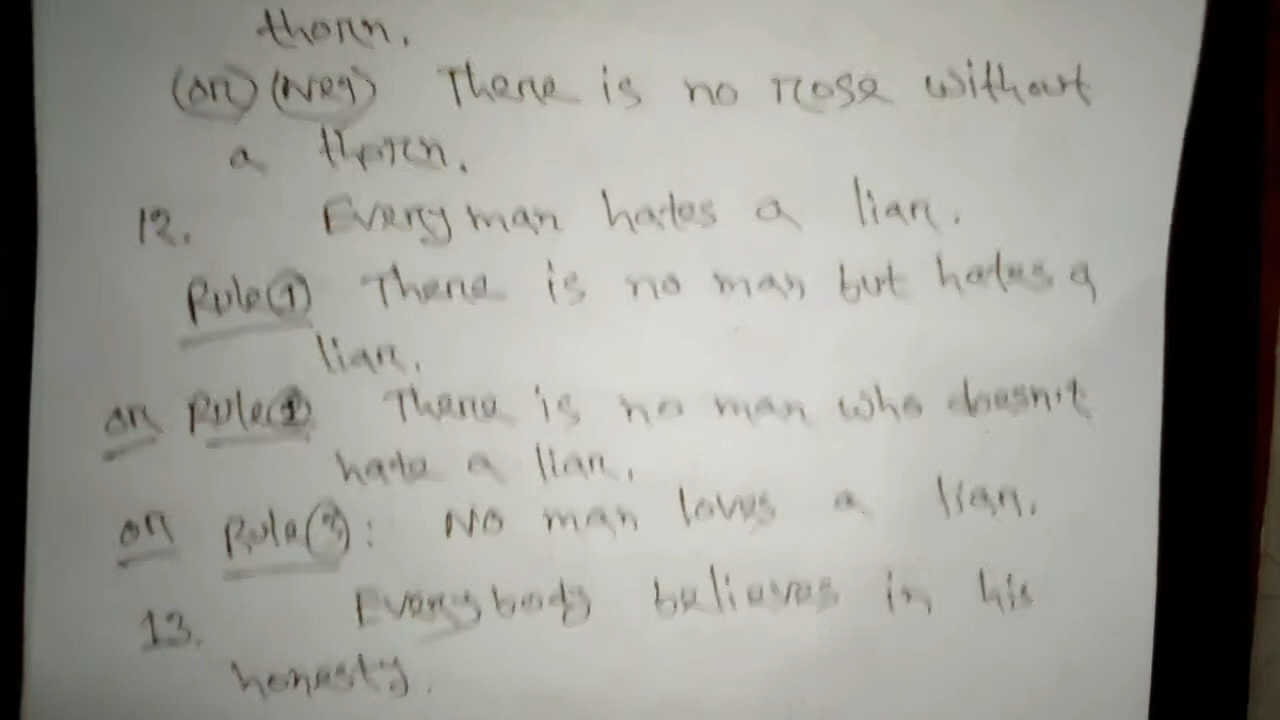 thorn.
(or) (Neg) There is no rose without
a thorn.
12. Every man hates a liar.
Rule(1) There is no man but hates a
liar.
or Rule(2) There is no man who doesn't
hate a liar.
or Rule(3): No man loves a liar.
13. Everybody believes in his
honesty.